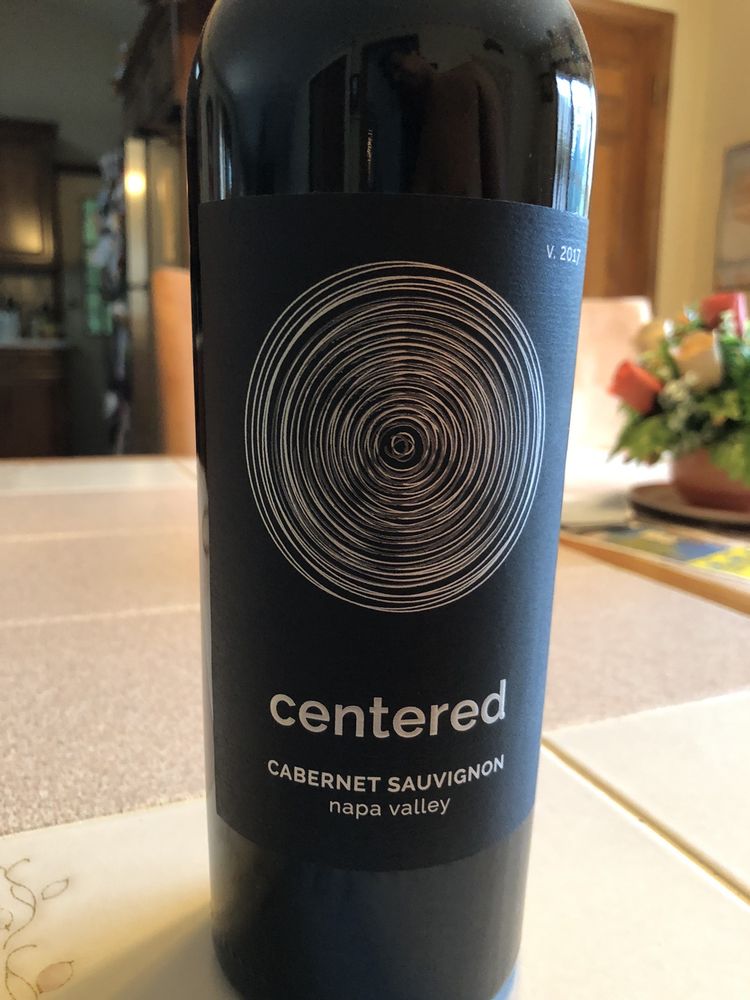 V. 2017
centered
CABERNET SAUVIGNON
napa valley